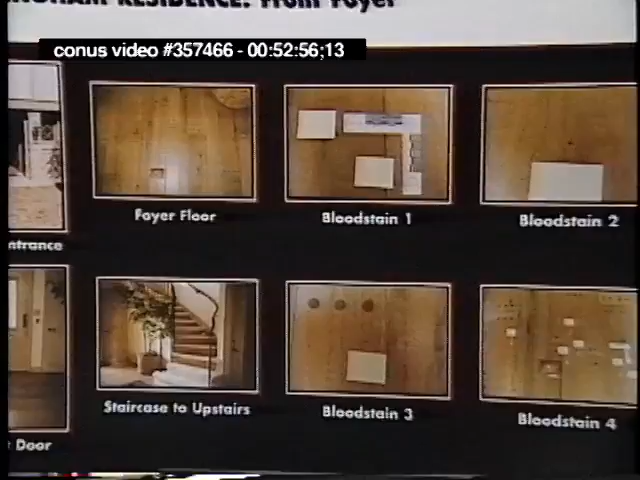 RESIDENCE: From Foyer
conus video #357466 - 00:52:56;13
Foyer Floor
Bloodstain 1
Bloodstain 2
Staircase to Upstairs
Bloodstain 3
Bloodstain 4
Door